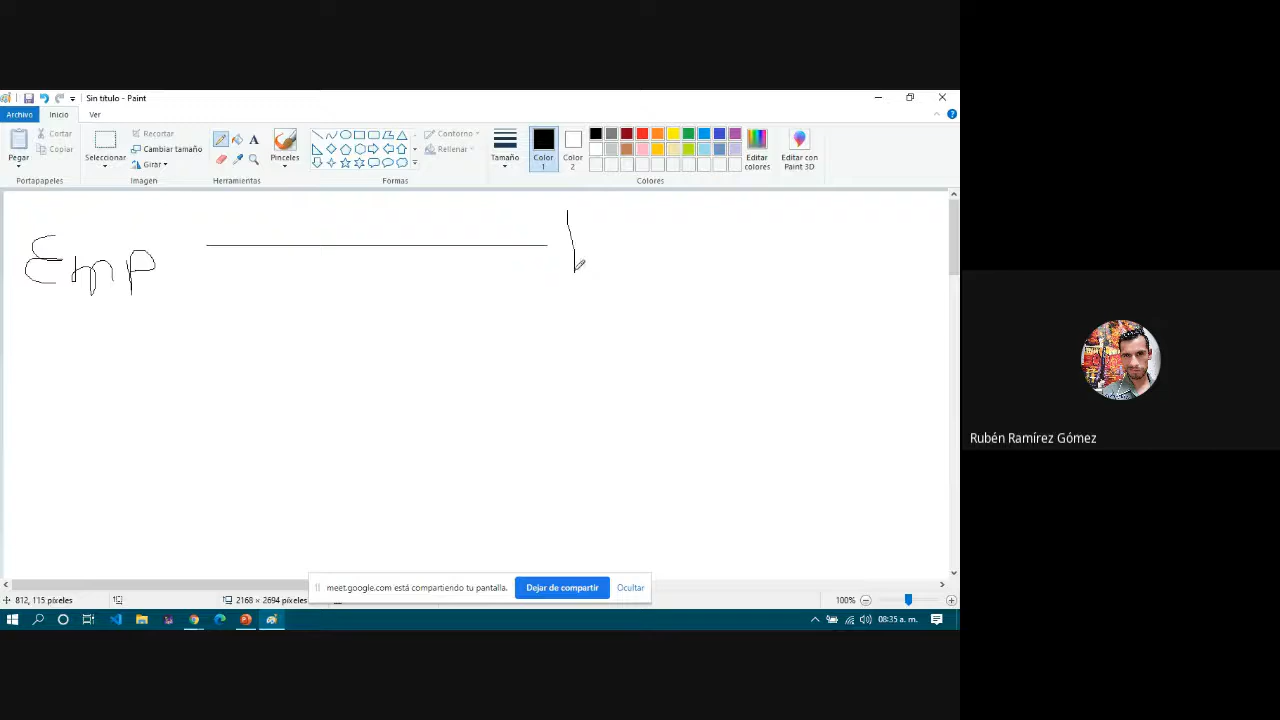 Sin título - Paint
Archivo Inicio Ver
Pegar
Cortar
Copiar
Portapapeles
Seleccionar
Recortar
Cambiar tamaño
Girar
Imagen
A
Herramientas
Pinceles
Contorno
Rellenar
Formas
Tamaño
Color 1
Color 2
Editar colores
Editar con Paint 3D
Colores
Emp
Rubén Ramírez Gómez
meet.google.com está compartiendo tu pantalla. Dejar de compartir Ocultar
812, 115 píxeles 2168 × 2694 píxeles 100%
08:35 a. m.